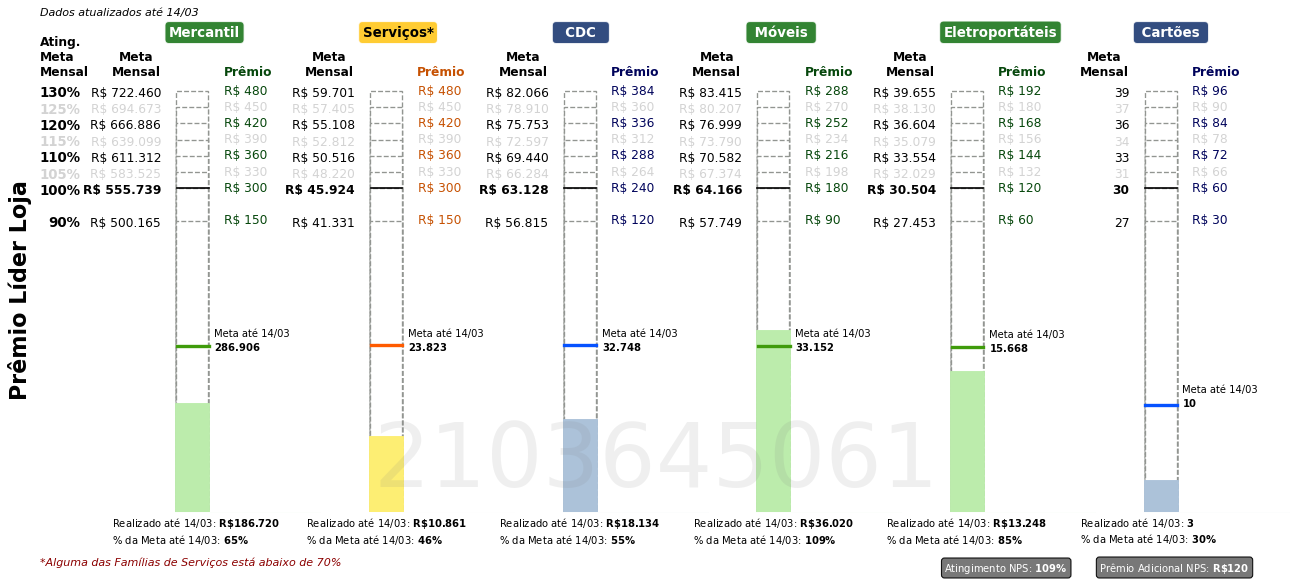 Dados atualizados até 14/03
Mercantil Serviços* CDC Móveis Eletroportáteis Cartões
Ating. Meta Mensal
Meta Mensal Prêmio Meta Mensal Prêmio Meta Mensal Prêmio Meta Mensal Prêmio Meta Mensal Prêmio Meta Mensal Prêmio
130% R$ 722.460 R$ 480 R$ 59.701 R$ 480 R$ 82.066 R$ 384 R$ 83.415 R$ 288 R$ 39.655 R$ 192 39 R$ 96
125% R$ 694.673 R$ 450 R$ 57.405 R$ 450 R$ 78.910 R$ 360 R$ 80.207 R$ 270 R$ 38.130 R$ 180 37 R$ 90
120% R$ 666.886 R$ 420 R$ 55.108 R$ 420 R$ 75.753 R$ 336 R$ 76.999 R$ 252 R$ 36.604 R$ 168 36 R$ 84
115% R$ 639.099 R$ 390 R$ 52.812 R$ 390 R$ 72.597 R$ 312 R$ 73.790 R$ 234 R$ 35.079 R$ 156 34 R$ 78
110% R$ 611.312 R$ 360 R$ 50.516 R$ 360 R$ 69.440 R$ 288 R$ 70.582 R$ 216 R$ 33.554 R$ 144 33 R$ 72
105% R$ 583.525 R$ 330 R$ 48.220 R$ 330 R$ 66.284 R$ 264 R$ 67.374 R$ 198 R$ 32.029 R$ 132 31 R$ 66
100% R$ 555.739 R$ 300 R$ 45.924 R$ 300 R$ 63.128 R$ 240 R$ 64.166 R$ 180 R$ 30.504 R$ 120 30 R$ 60
90% R$ 500.165 R$ 150 R$ 41.331 R$ 150 R$ 56.815 R$ 120 R$ 57.749 R$ 90 R$ 27.453 R$ 60 27 R$ 30
Prêmio Líder Loja
Meta até 14/03 Meta até 14/03 Meta até 14/03 Meta até 14/03 Meta até 14/03
286.906 23.823 32.748 33.152 15.668
Meta até 14/03
10
2103645061
Realizado até 14/03: R$186.720 Realizado até 14/03: R$10.861 Realizado até 14/03: R$18.134 Realizado até 14/03: R$36.020 Realizado até 14/03: R$13.248 Realizado até 14/03: 3
% da Meta até 14/03: 65% % da Meta até 14/03: 46% % da Meta até 14/03: 55% % da Meta até 14/03: 109% % da Meta até 14/03: 85% % da Meta até 14/03: 30%
*Alguma das Famílias de Serviços está abaixo de 70%
Atingimento NPS: 109% Prêmio Adicional NPS: R$120